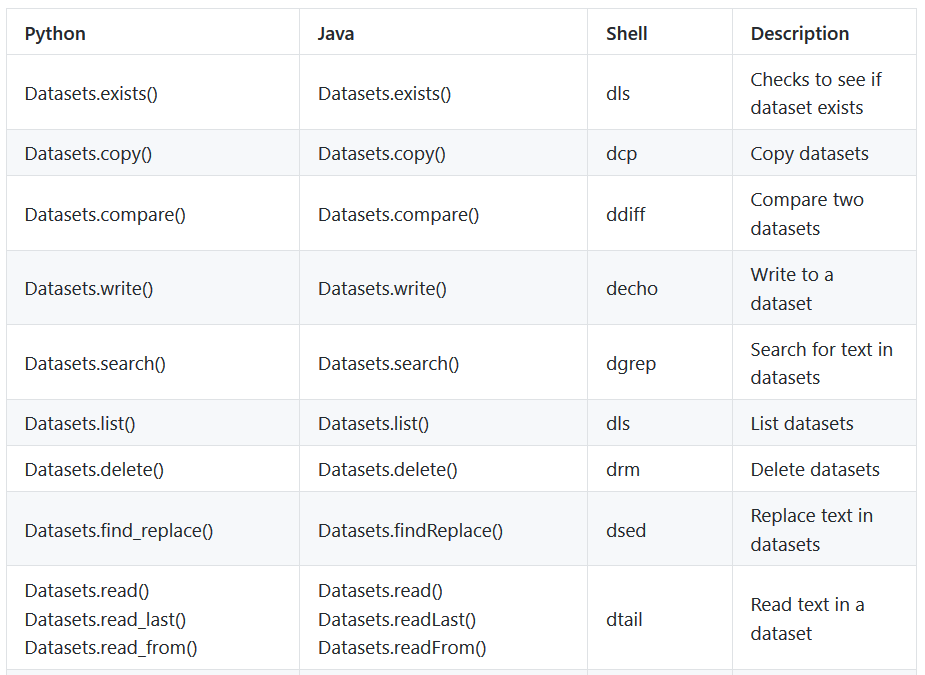 Python Java Shell Description
Datasets.exists() Datasets.exists() dls Checks to see if
dataset exists
Datasets.copy() Datasets.copy() dcp Copy datasets
Datasets.compare() Datasets.compare() ddiff Compare two
datasets
Datasets.write() Datasets.write() decho Write to a
dataset
Datasets.search() Datasets.search() dgrep Search for text in
datasets
Datasets.list() Datasets.list() dls List datasets
Datasets.delete() Datasets.delete() drm Delete datasets
Datasets.find_replace() Datasets.findReplace() dsed Replace text in
datasets
Datasets.read() Datasets.read() dtail Read text in a
Datasets.read_last() Datasets.readLast() dataset
Datasets.read_from() Datasets.readFrom()